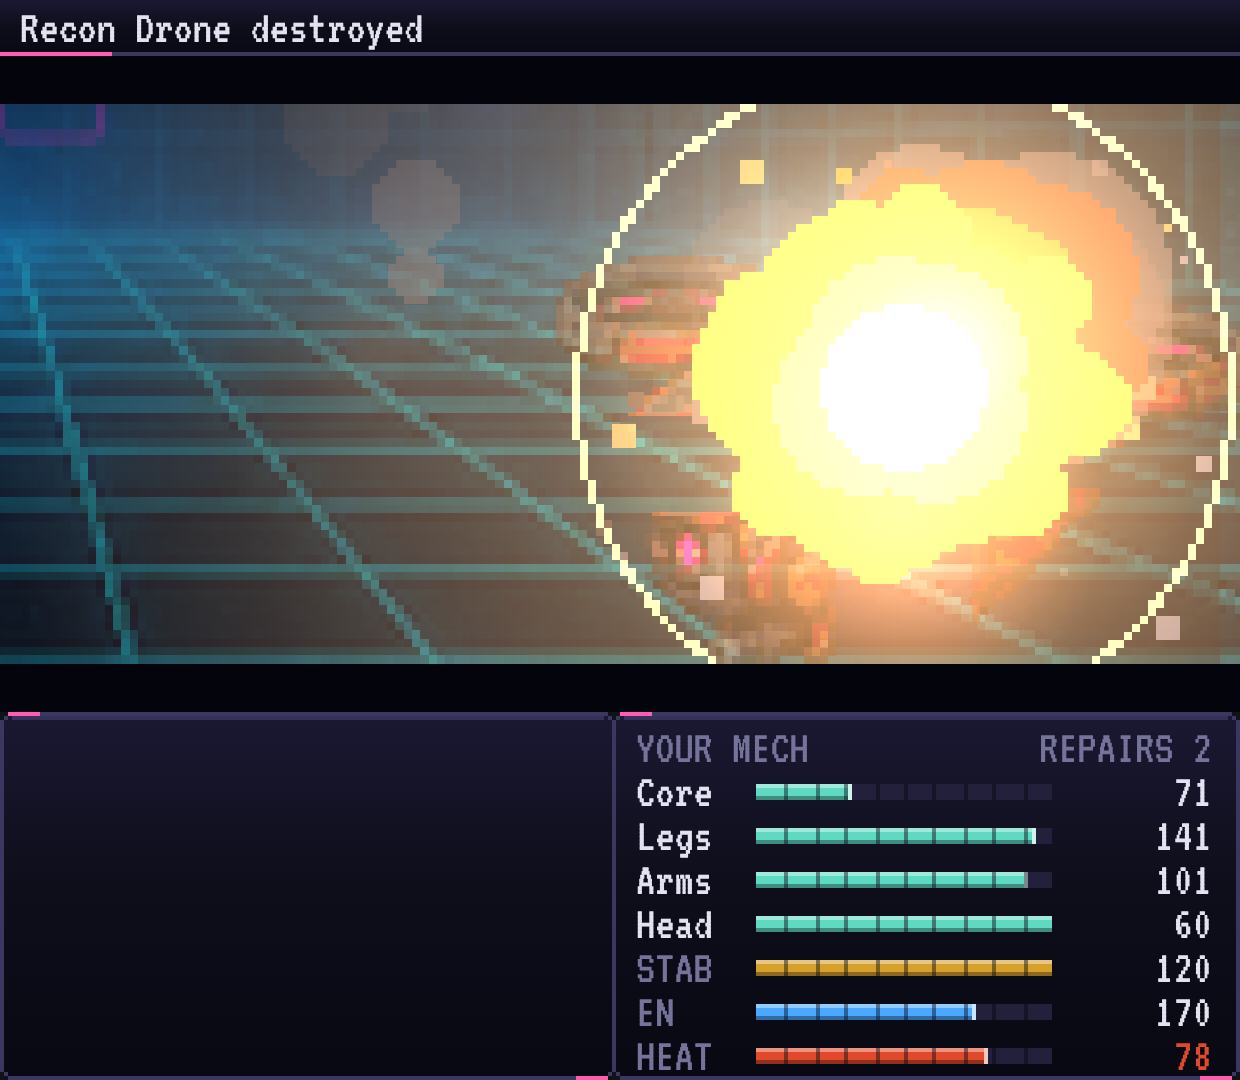 Recon Drone destroyed
YOUR MECH REPAIRS 2
Core 71
Legs 141
Arms 101
Head 60
STAB 120
EN 170
HEAT 78